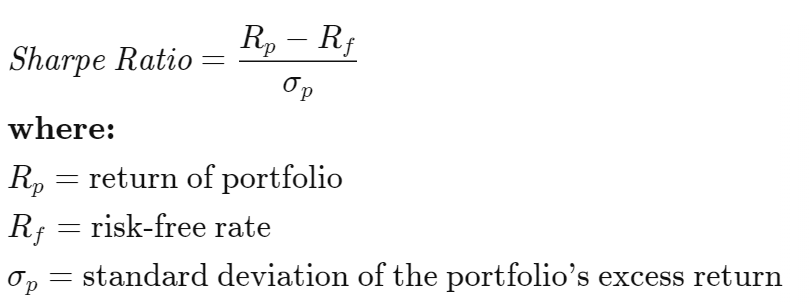 Sharpe Ratio = \frac{R_p − R_f}{σ_p}
where:
R_p = return of portfolio
R_f = risk-free rate
σ_p = standard deviation of the portfolio’s excess return